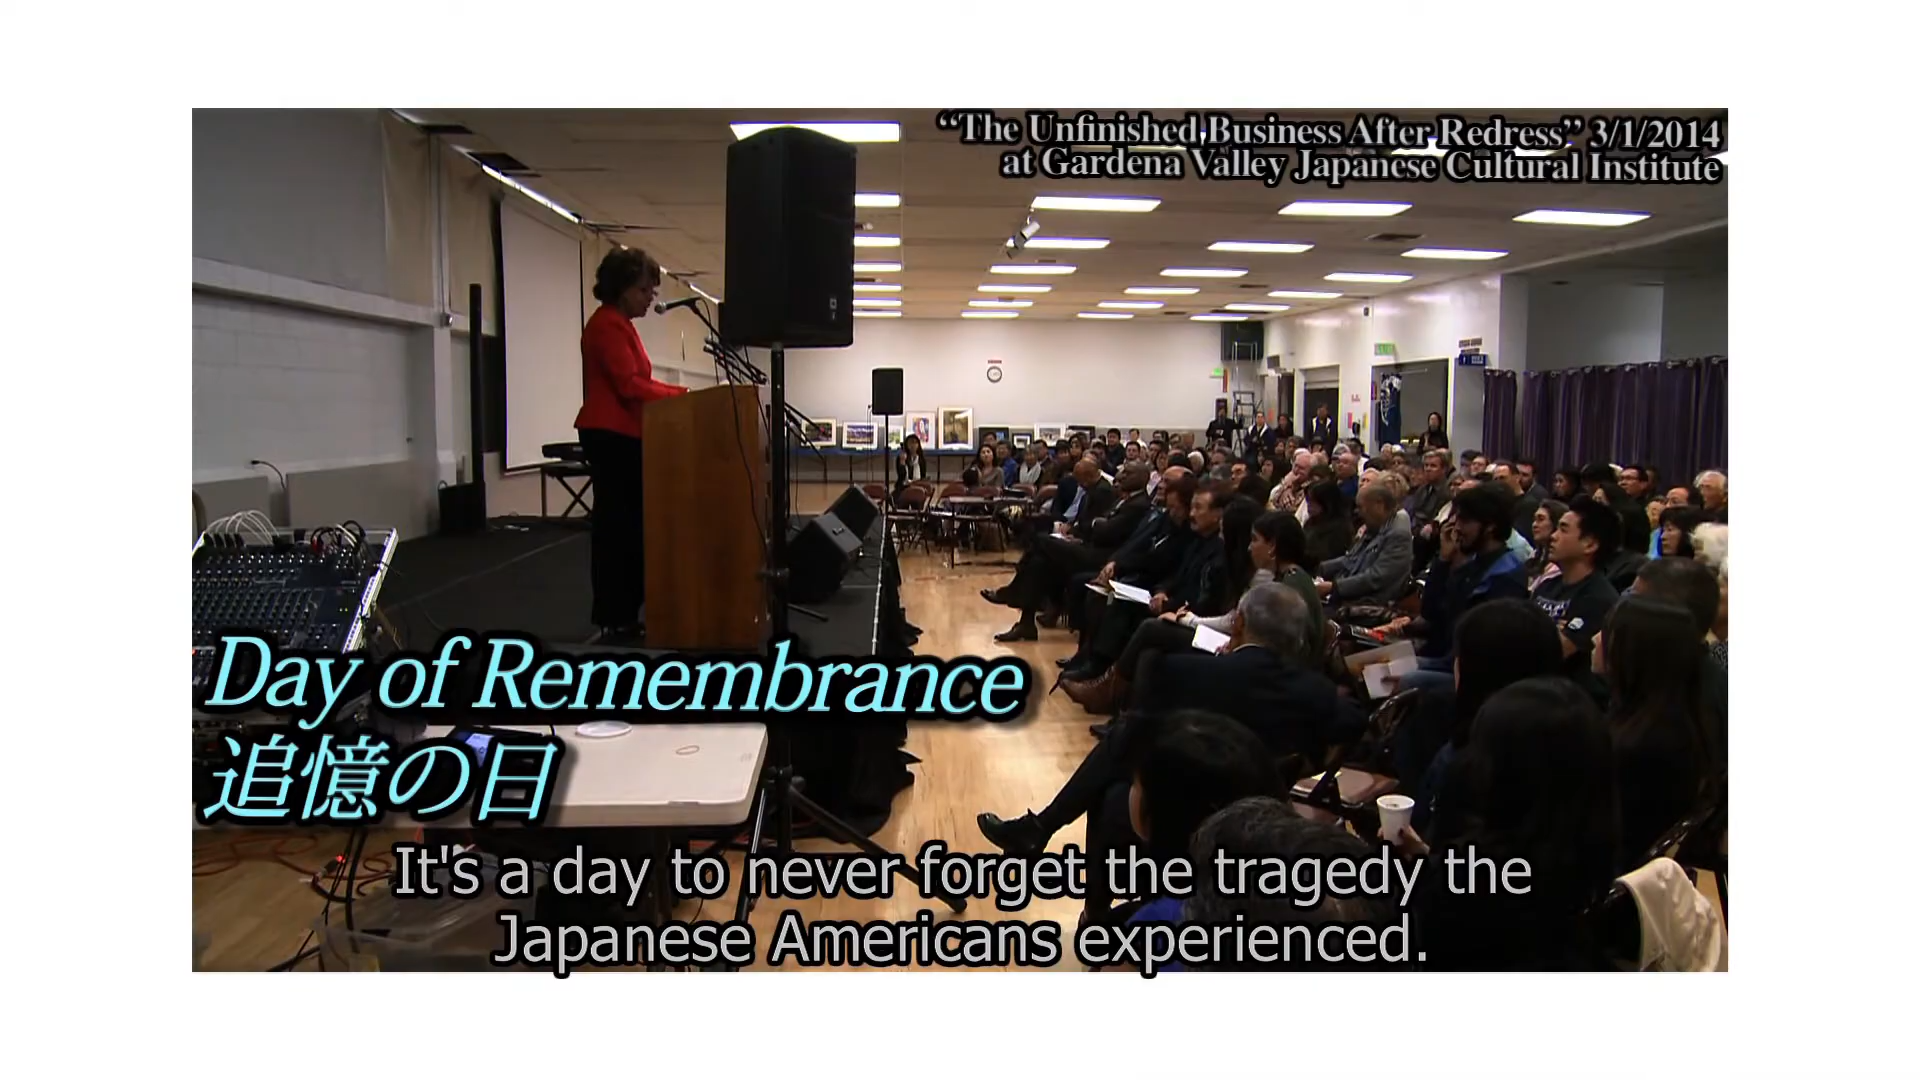 “The Unfinished Business After Redress” 3/1/2014
at Gardena Valley Japanese Cultural Institute
Day of Remembrance
追憶の日
It's a day to never forget the tragedy the
Japanese Americans experienced.